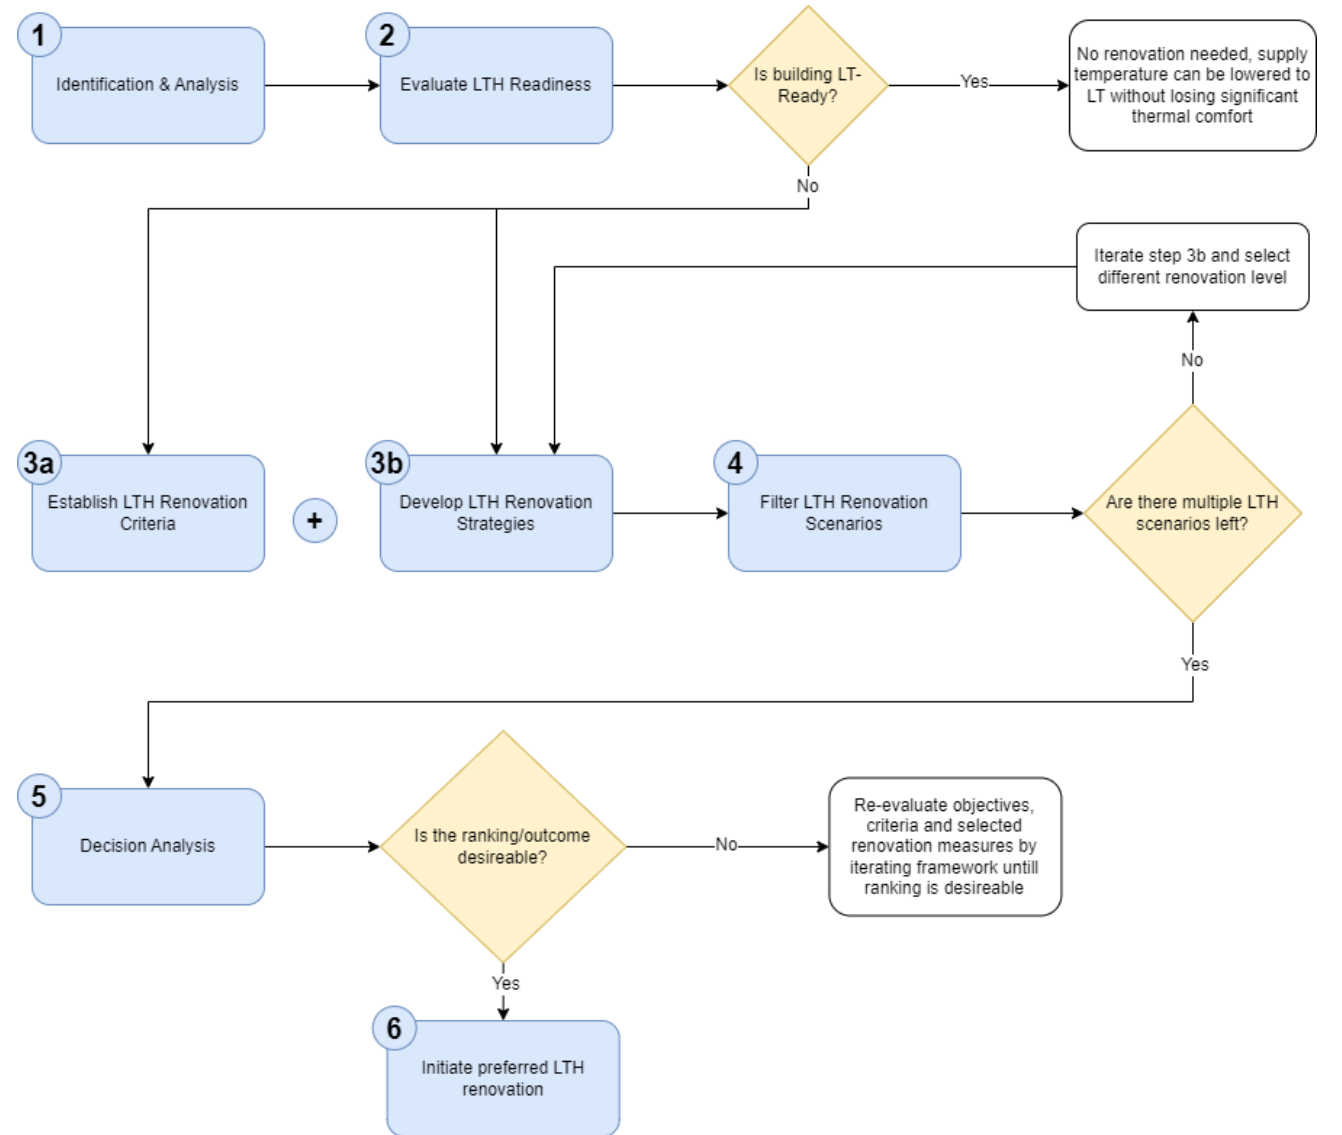 1
Identification & Analysis
2
Evaluate LTH Readiness
Is building LT-
Ready?
Yes
No renovation needed, supply
temperature can be lowered to
LT without losing significant
thermal comfort
No
Iterate step 3b and select
different renovation level
No
3a
Establish LTH Renovation
Criteria
+
3b
Develop LTH Renovation
Strategies
4
Filter LTH Renovation
Scenarios
Are there multiple LTH
scenarios left?
Yes
5
Decision Analysis
Is the ranking/outcome
desireable?
No
Re-evaluate objectives,
criteria and selected
renovation measures by
iterating framework untill
ranking is desireable
Yes
6
Initiate preferred LTH
renovation